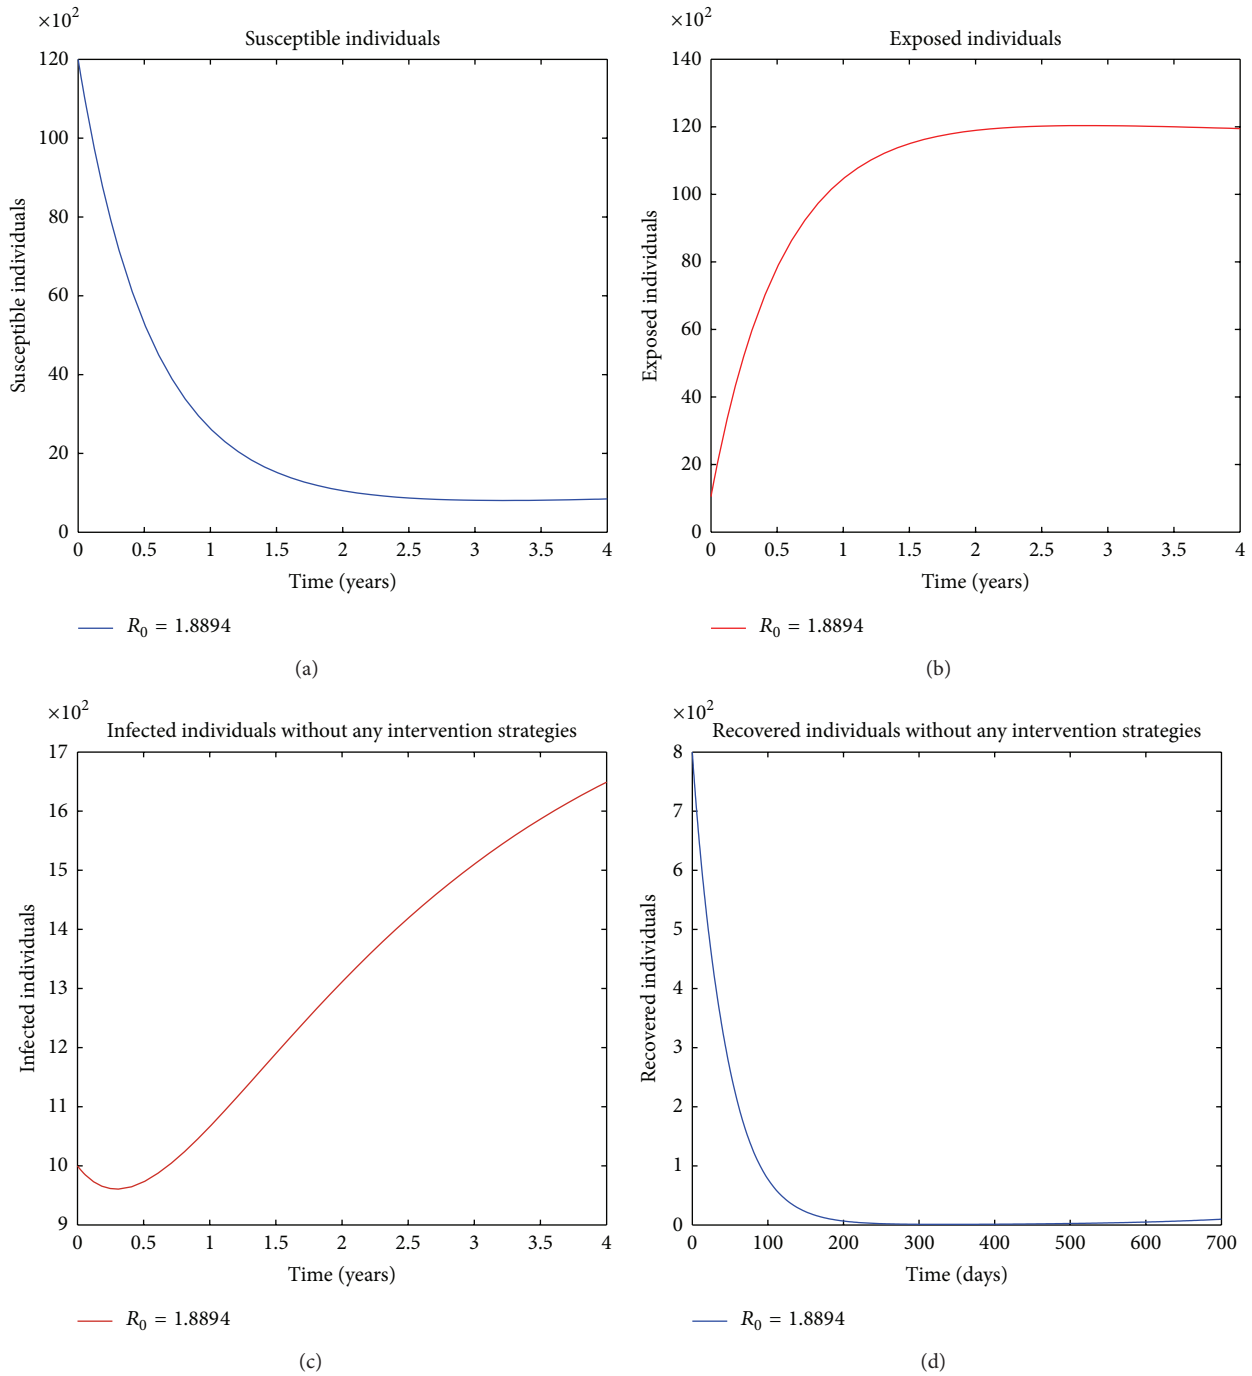 ×10²
Susceptible individuals
120
100
80
60
40
20
0
Susceptible individuals
0 0.5 1 1.5 2 2.5 3 3.5 4
Time (years)
R₀ = 1.8894
(a)
×10²
Exposed individuals
140
120
100
80
60
40
20
0
Exposed individuals
0 0.5 1 1.5 2 2.5 3 3.5 4
Time (years)
R₀ = 1.8894
(b)
×10²
Infected individuals without any intervention strategies
17
16
15
14
13
12
11
10
9
Infected individuals
0 0.5 1 1.5 2 2.5 3 3.5 4
Time (years)
R₀ = 1.8894
(c)
×10²
Recovered individuals without any intervention strategies
8
7
6
5
4
3
2
1
0
Recovered individuals
0 100 200 300 400 500 600 700
Time (days)
R₀ = 1.8894
(d)